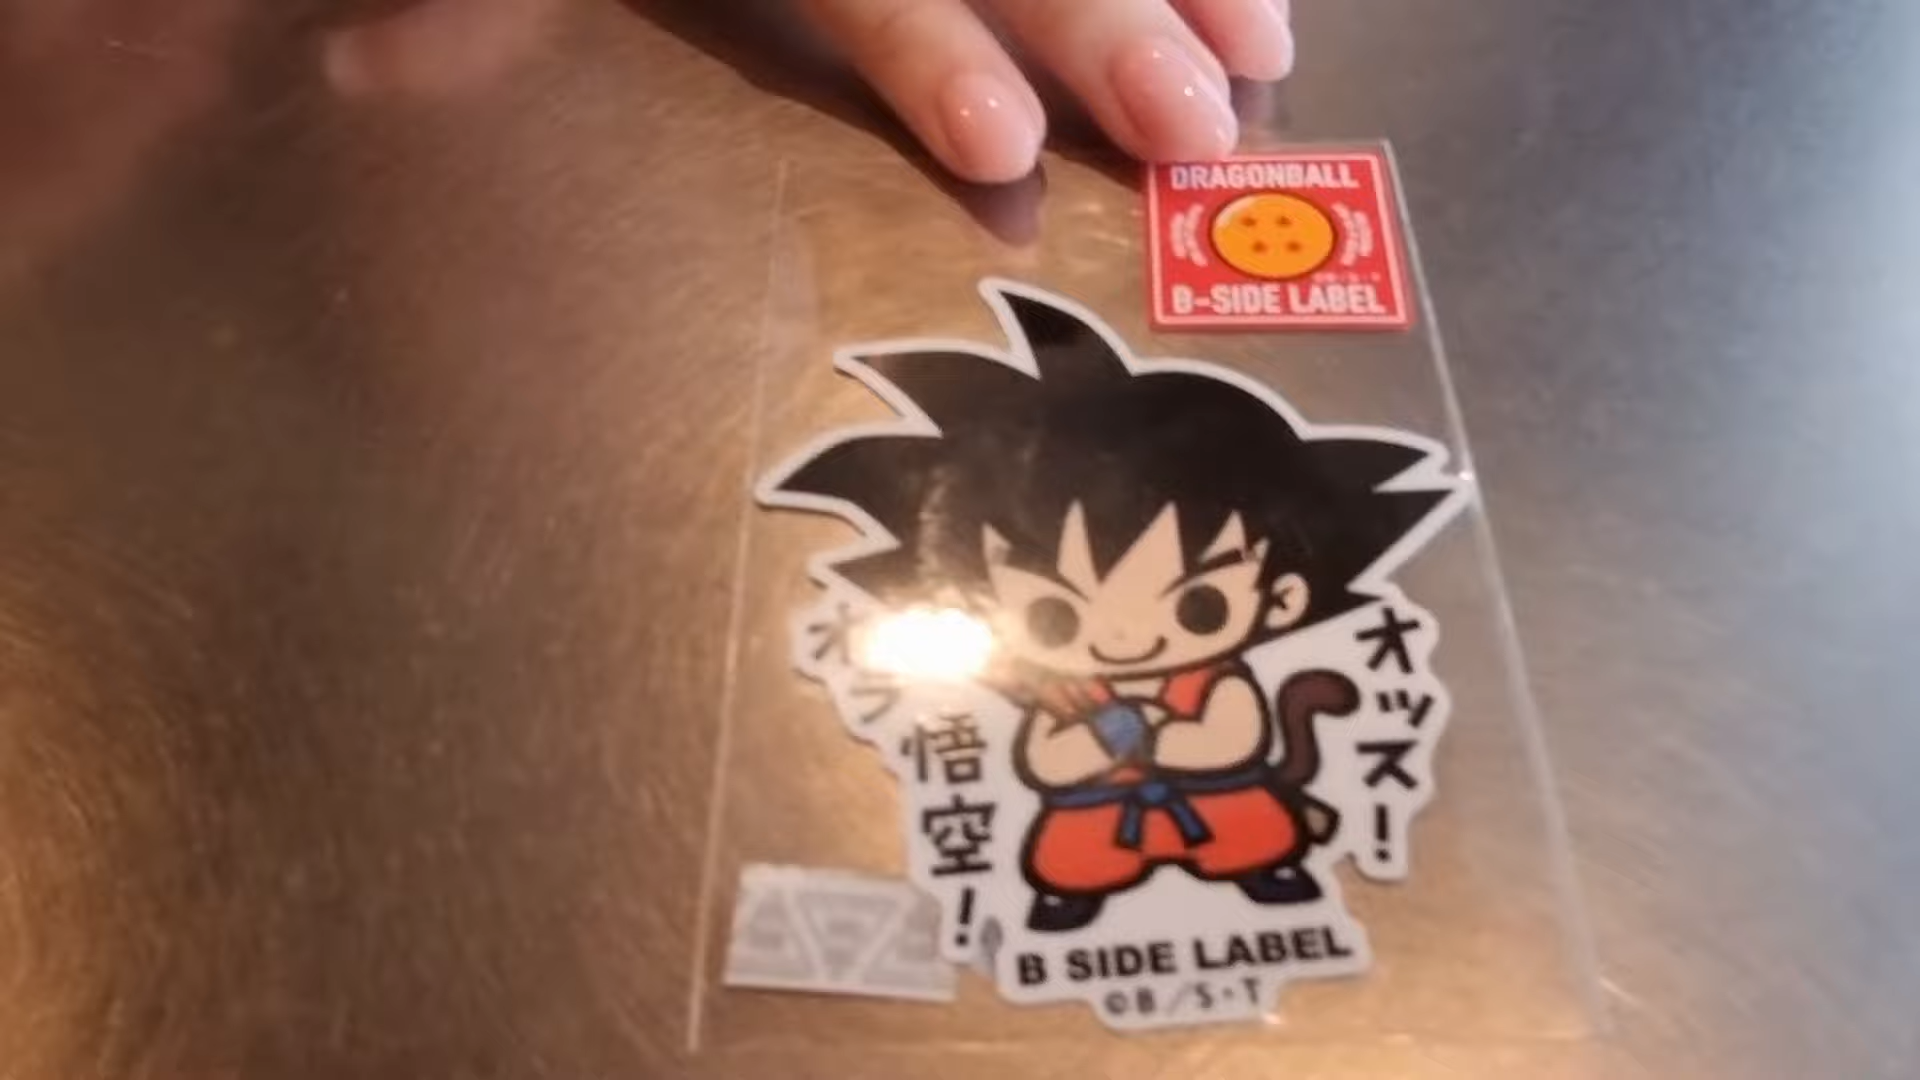 DRAGONBALL
B-SIDE LABEL
オッス!
オラ
悟空!
B SIDE LABEL
©B/S・T